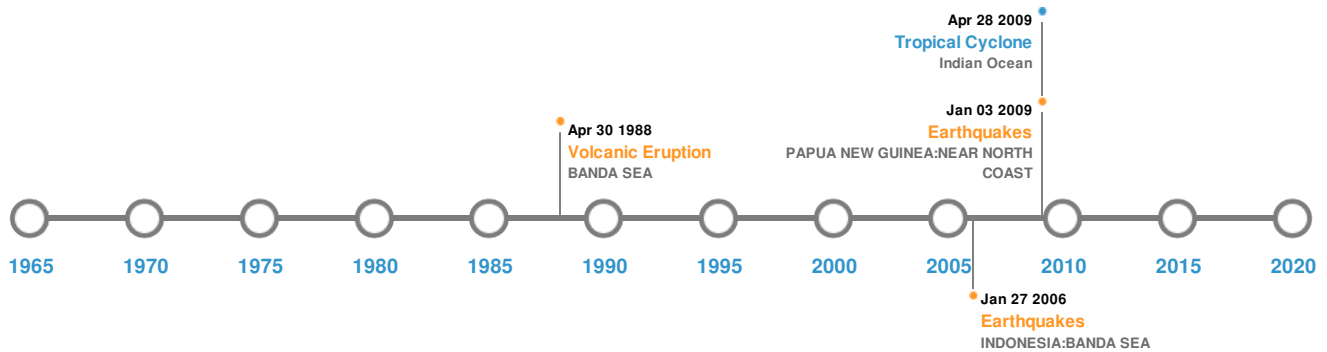 Apr 28 2009
Tropical Cyclone
Indian Ocean
Jan 03 2009
Earthquakes
PAPUA NEW GUINEA:NEAR NORTH
COAST
Apr 30 1988
Volcanic Eruption
BANDA SEA
1965 1970 1975 1980 1985 1990 1995 2000 2005 2010 2015 2020
Jan 27 2006
Earthquakes
INDONESIA:BANDA SEA